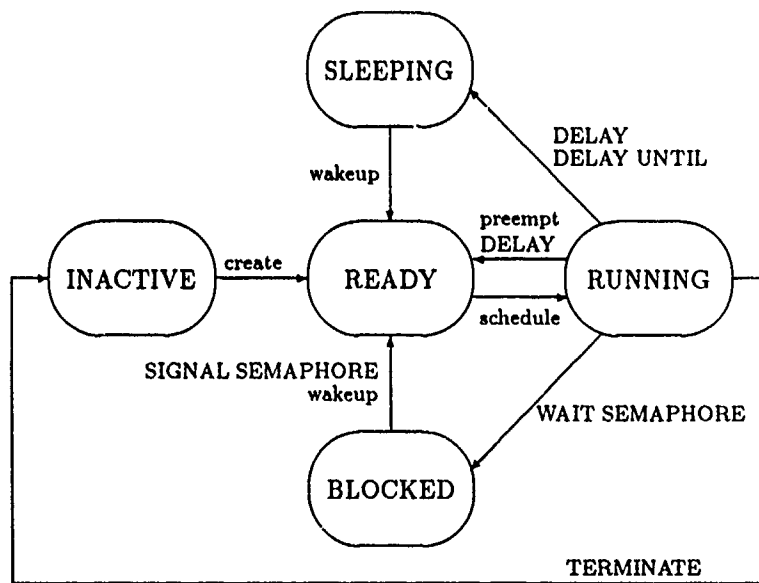 SLEEPING
DELAY
DELAY UNTIL
wakeup
preempt
DELAY
INACTIVE
create
READY
RUNNING
schedule
SIGNAL SEMAPHORE
wakeup
WAIT SEMAPHORE
BLOCKED
TERMINATE